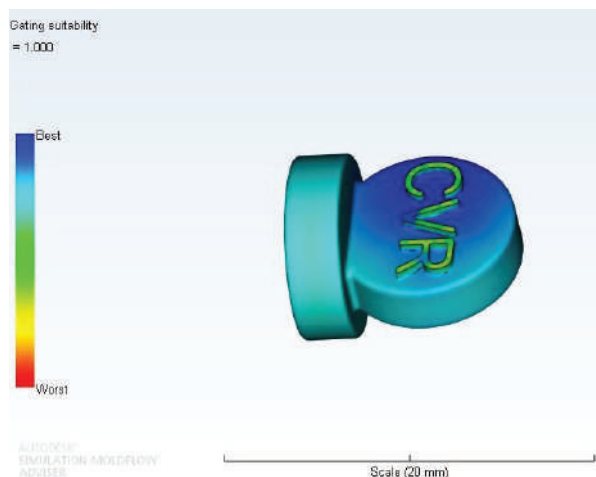 Gating suitability
= 1.000
Best
CVR
Worst
AUTODESK
SIMULATION MOLDFLOW
ADVISER
Scale (20 mm)